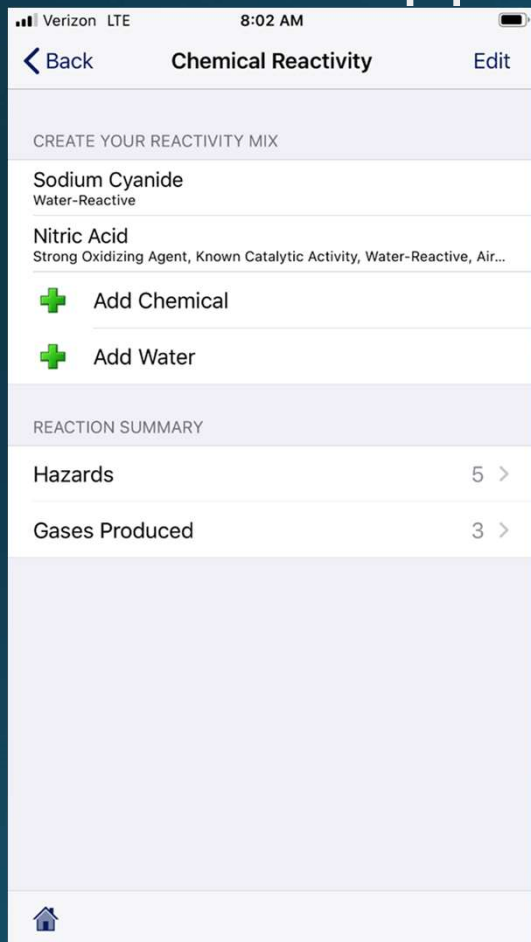 Verizon LTE 8:02 AM
Back Chemical Reactivity Edit
CREATE YOUR REACTIVITY MIX
Sodium Cyanide
Water-Reactive
Nitric Acid
Strong Oxidizing Agent, Known Catalytic Activity, Water-Reactive, Air...
Add Chemical
Add Water
REACTION SUMMARY
Hazards 5
Gases Produced 3